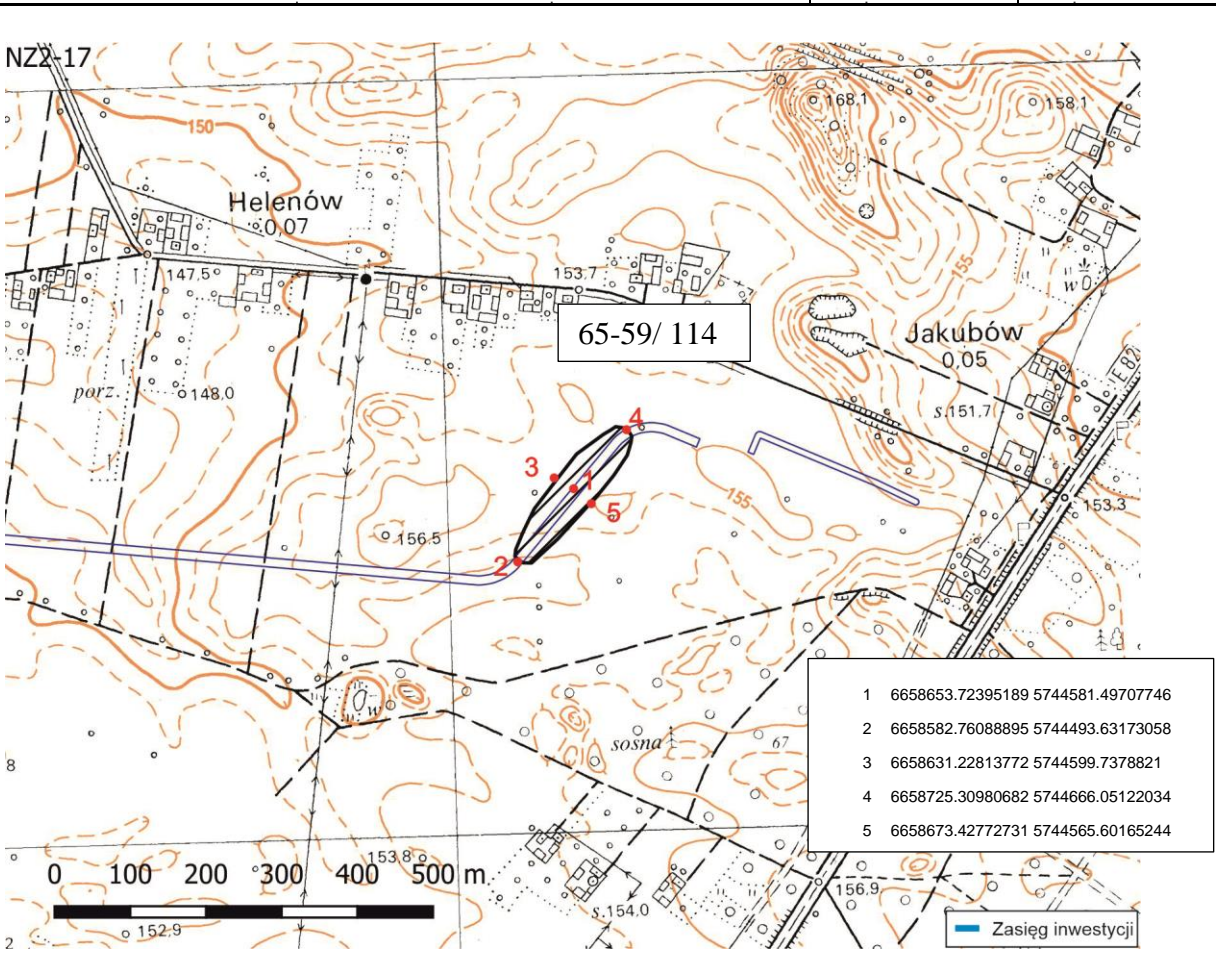 NZ2-17
168,1
158,1
150
Helenów
0,07
147,5
153.7
155
w
65-59/ 114
Jakubów
0,05
E 82
porz.
148,0
s.151.7
4
3
1
155
5
153,3
P
156.5
2
P
1 6658653.72395189 5744581.49707746
w
2 6658582.76088895 5744493.63173058
sosna
67
3 6658631.22813772 5744599.7378821
8
4 6658725.30980682 5744666.05122034
5 6658673.42772731 5744565.60165244
153.8
0 100 200 300 400 500 m
156,9
s.154.0
152,9
Zasięg inwestycji
2